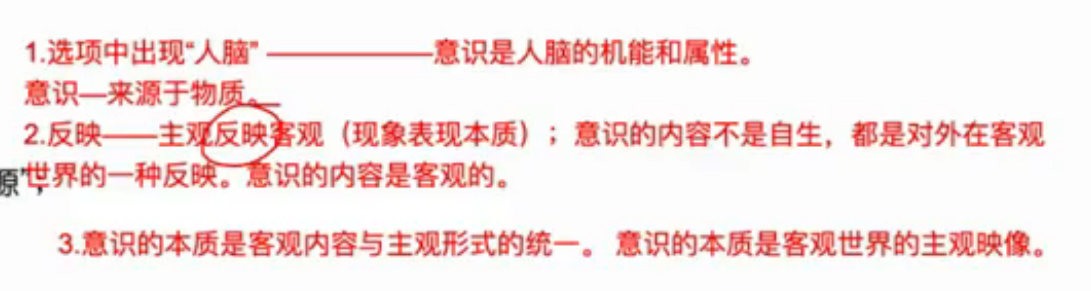 1.选项中出现“人脑” ——————意识是人脑的机能和属性。
意识—来源于物质。
2.反映——主观反映客观（现象表现本质）；意识的内容不是自生，都是对外在客观
原”，世界的一种反映。意识的内容是客观的。
3.意识的本质是客观内容与主观形式的统一。 意识的本质是客观世界的主观映像。